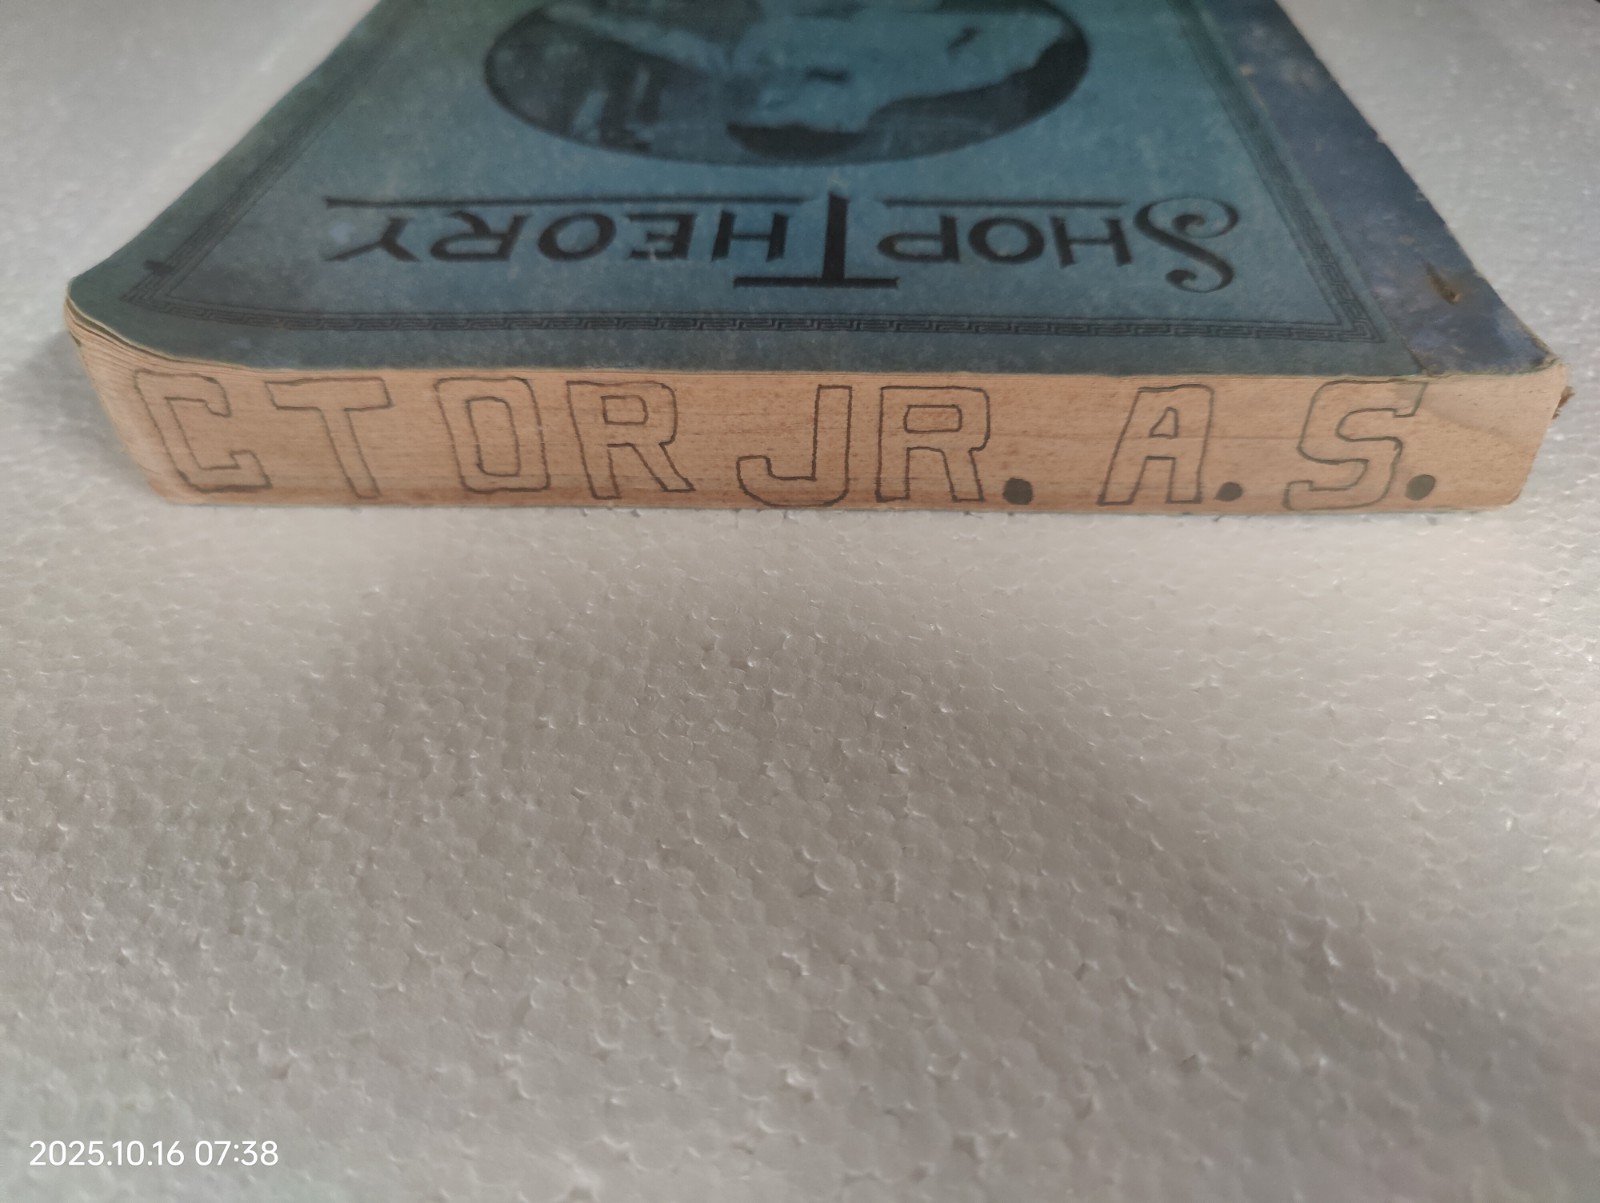 SHOP THEORY
CTOR JR. A.S.
2025.10.16 07:38